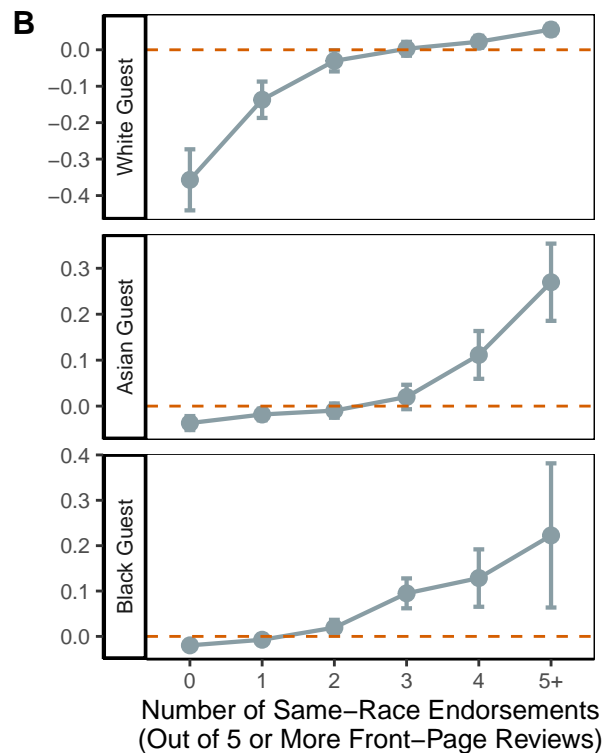 B
White Guest
0.0
−0.1
−0.2
−0.3
−0.4
Asian Guest
0.3
0.2
0.1
0.0
Black Guest
0.4
0.3
0.2
0.1
0.0
0 1 2 3 4 5+
Number of Same−Race Endorsements
(Out of 5 or More Front−Page Reviews)